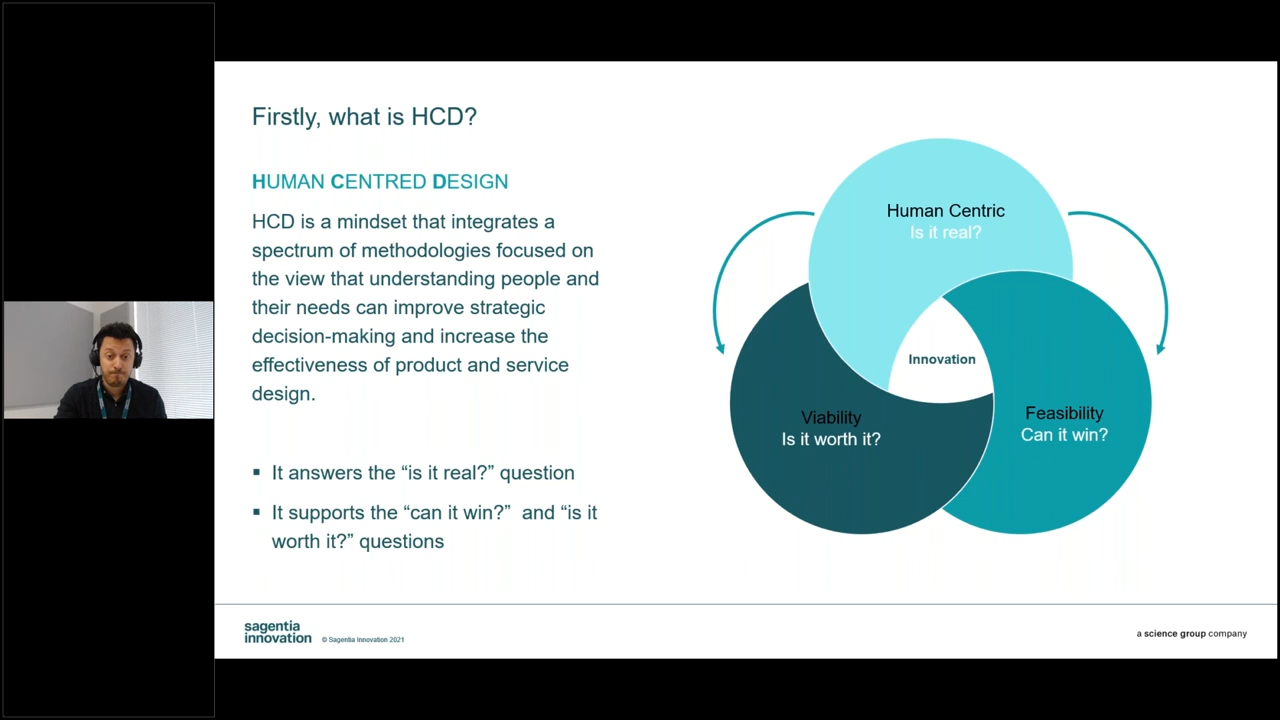 Firstly, what is HCD?
HUMAN CENTRED DESIGN
HCD is a mindset that integrates a
spectrum of methodologies focused on
the view that understanding people and
their needs can improve strategic
decision-making and increase the
effectiveness of product and service
design.
▪ It answers the “is it real?” question
▪ It supports the “can it win?”  and “is it
worth it?” questions
Human Centric
Is it real?
Innovation
Viability
Is it worth it?
Feasibility
Can it win?
sagentia
innovation
© Sagentia Innovation 2021
a science group company